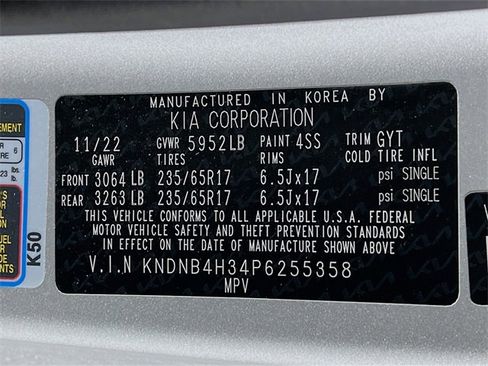 MANUFACTURED IN KOREA BY
KIA CORPORATION
11/22 GVWR 5952LB PAINT 4SS TRIM GYT
GAWR TIRES RIMS COLD TIRE INFL
FRONT 3064 LB 235/65R17 6.5Jx17 psi SINGLE
REAR 3263 LB 235/65R17 6.5Jx17 psi SINGLE
THIS VEHICLE CONFORMS TO ALL APPLICABLE U.S.A. FEDERAL
MOTOR VEHICLE SAFETY AND THEFT PREVENTION STANDARDS
IN EFFECT ON THE DATE OF MANUFACTURE SHOWN ABOVE.
V.I.N KNDNB4H34P6255358
MPV
K50